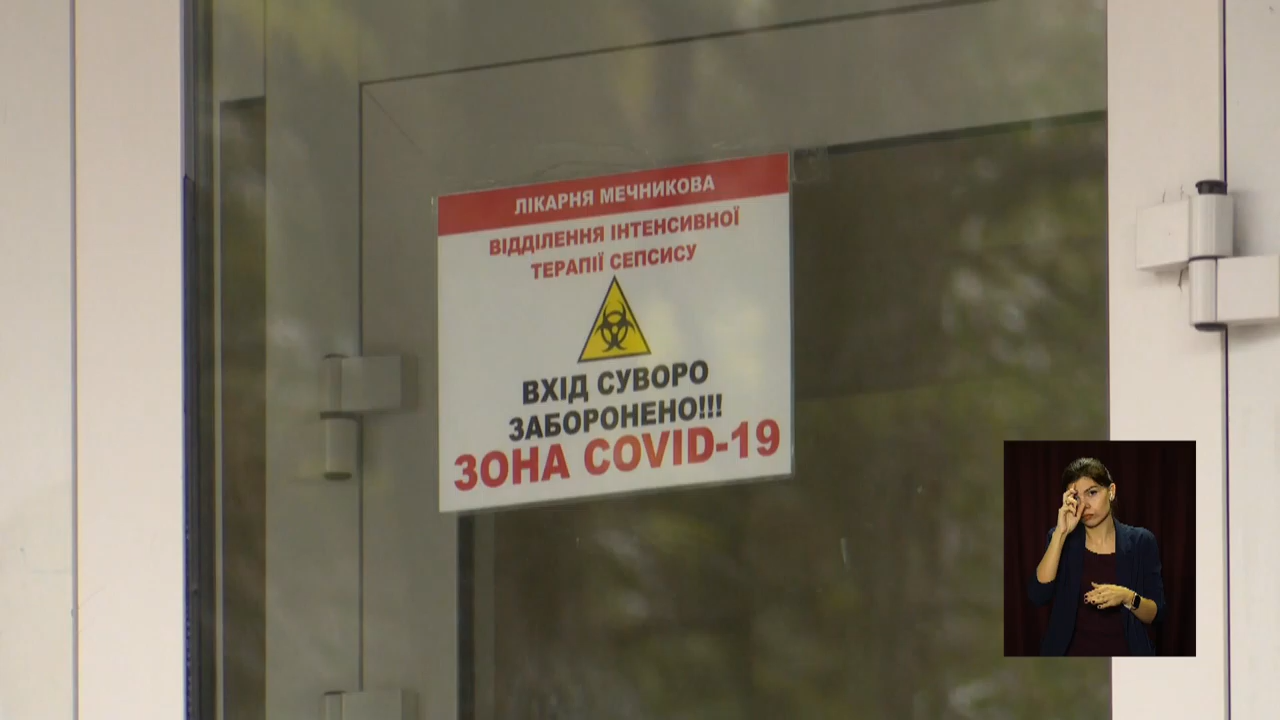 ЛІКАРНЯ МЕЧНИКОВА
ВІДДІЛЕННЯ ІНТЕНСИВНОЇ
ТЕРАПІЇ СЕПСИСУ
ВХІД СУВОРО
ЗАБОРОНЕНО!!!
ЗОНА COVID-19